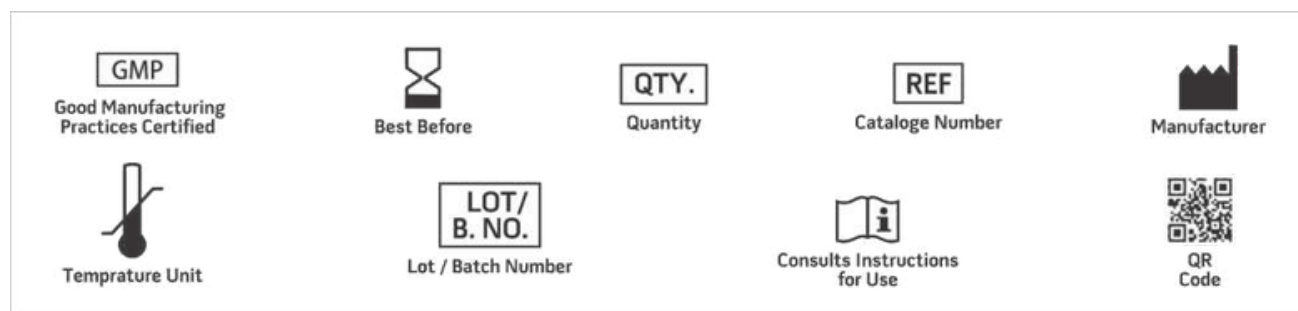 GMP
Good Manufacturing
Practices Certified
Best Before
QTY.
Quantity
REF
Cataloge Number
Manufacturer
Temprature Unit
LOT/
B. NO.
Lot / Batch Number
i
Consults Instructions
for Use
QR
Code